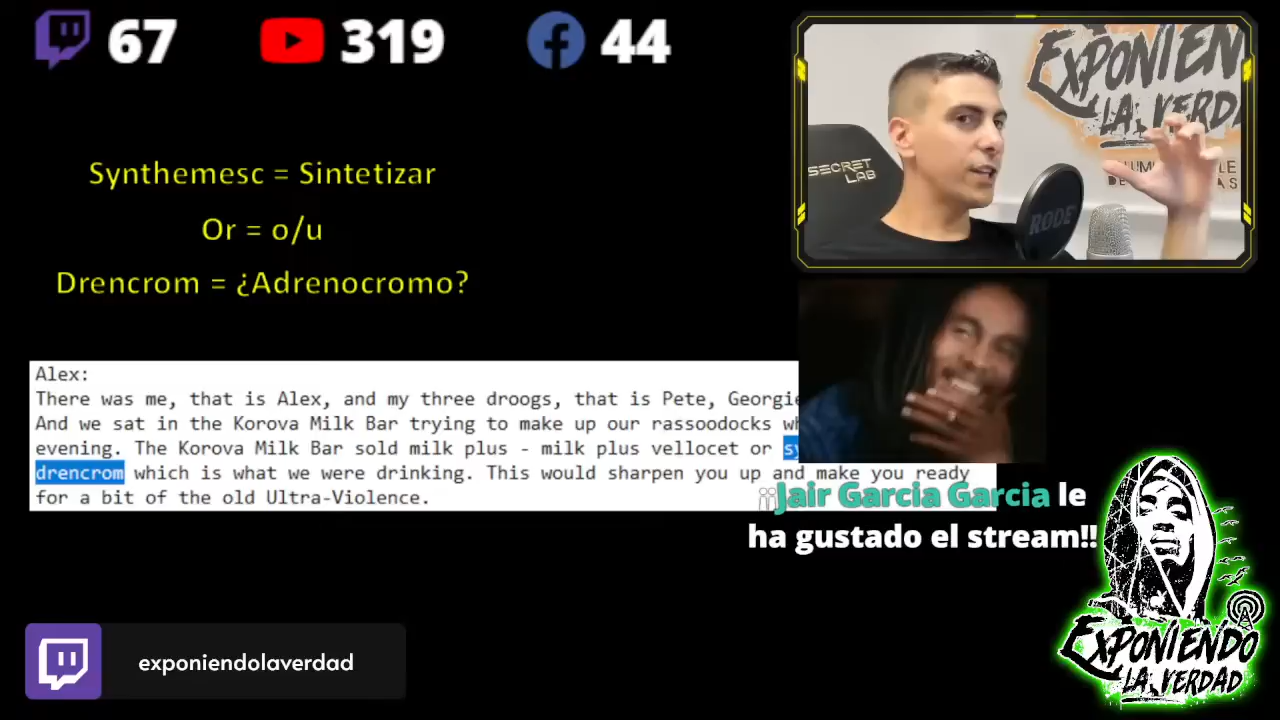 67 319 44
EXPONIENDO
LA VERDAD
SECRET
LAB
RODE
Synthemesc = Sintetizar
Or = o/u
Drencrom = ¿Adrenocromo?
Alex:
There was me, that is Alex, and my three droogs, that is Pete, Georgie
And we sat in the Korova Milk Bar trying to make up our rassoodocks
evening. The Korova Milk Bar sold milk plus - milk plus vellocet or
drencrom which is what we were drinking. This would sharpen you up and make you ready
for a bit of the old Ultra-Violence.
¡¡Jair Garcia Garcia le
ha gustado el stream!!
EXPONIENDO
LA VERDAD
exponiendolaverdad